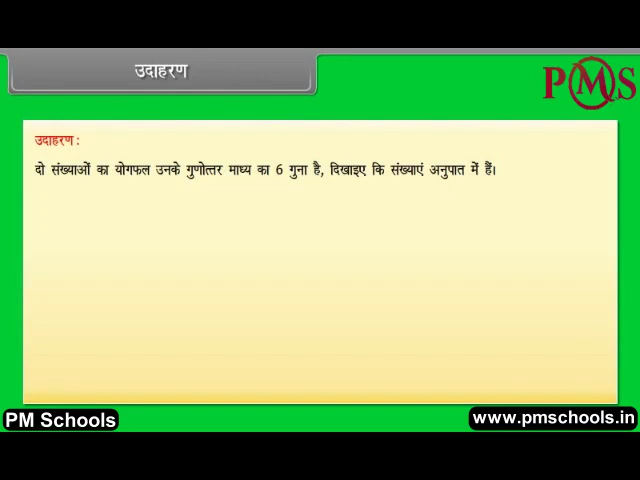 उदाहरण
PMS
उदाहरण :
दो संख्याओं का योगफल उनके गुणोत्तर माध्य का 6 गुना है, दिखाइए कि संख्याएं अनुपात में हैं।
PM Schools
www.pmschools.in